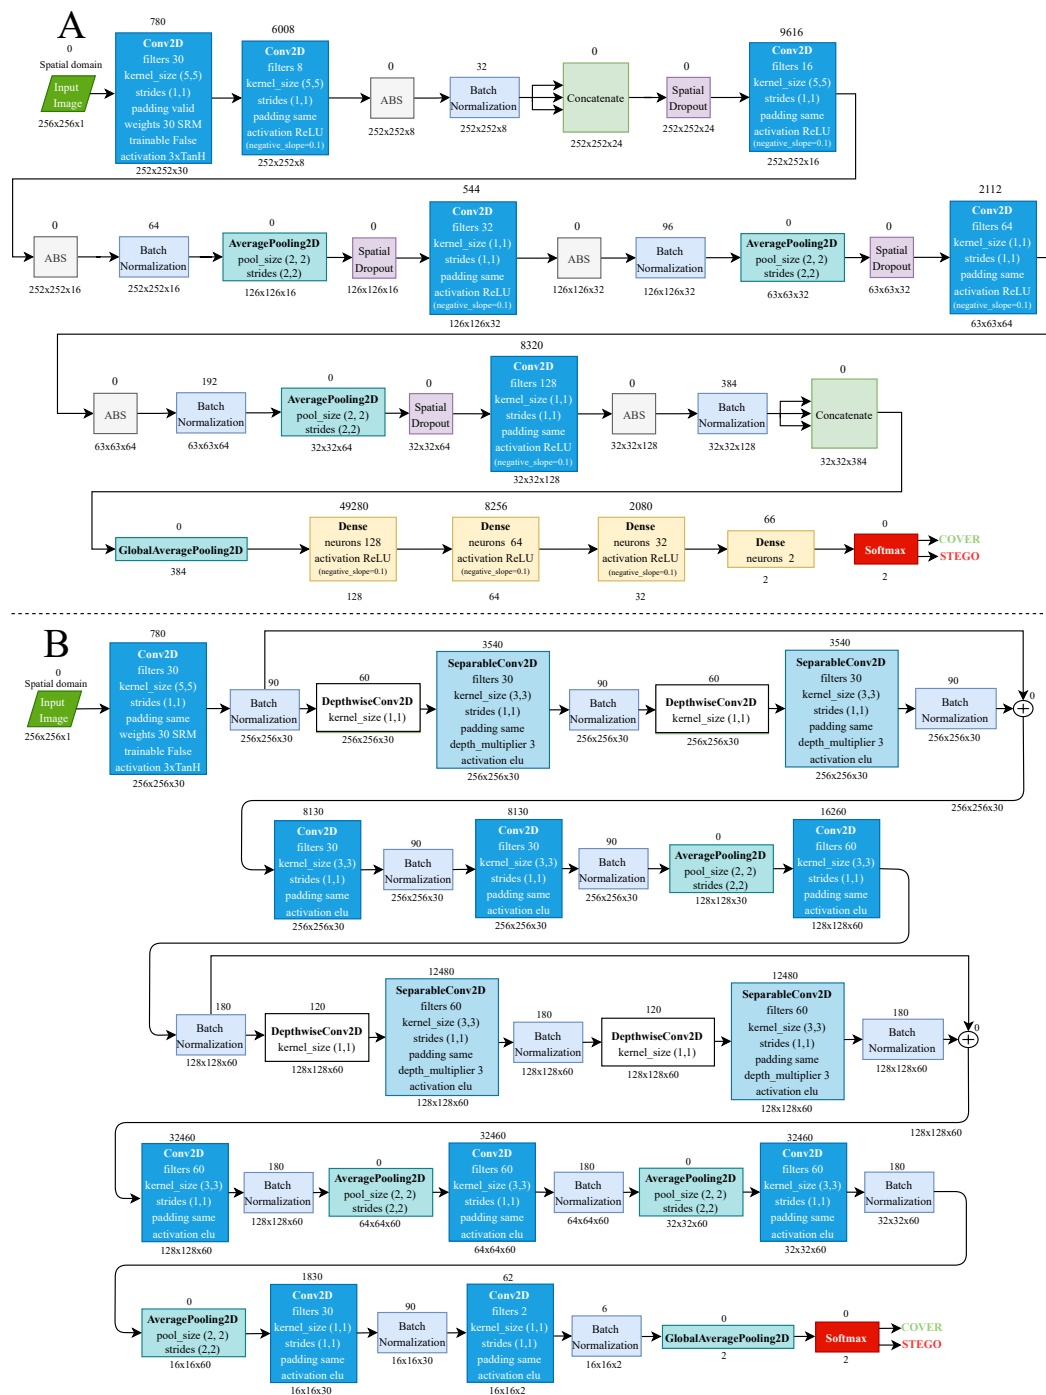 A
0
Spatial domain
Input
Image
256x256x1
780
Conv2D
filters 30
kernel_size (5,5)
strides (1,1)
padding valid
weights 30 SRM
trainable False
activation 3xTanH
252x252x30
6008
Conv2D
filters 8
kernel_size (5,5)
strides (1,1)
padding same
activation ReLU
(negative_slope=0.1)
252x252x8
0
ABS
252x252x8
32
Batch
Normalization
252x252x8
0
Concatenate
252x252x24
0
Spatial
Dropout
252x252x24
9616
Conv2D
filters 16
kernel_size (5,5)
strides (1,1)
padding same
activation ReLU
(negative_slope=0.1)
252x252x16
0
ABS
252x252x16
64
Batch
Normalization
252x252x16
0
AveragePooling2D
pool_size (2, 2)
strides (2,2)
126x126x16
0
Spatial
Dropout
126x126x16
544
Conv2D
filters 32
kernel_size (1,1)
strides (1,1)
padding same
activation ReLU
(negative_slope=0.1)
126x126x32
0
ABS
126x126x32
96
Batch
Normalization
126x126x32
0
AveragePooling2D
pool_size (2, 2)
strides (2,2)
63x63x32
0
Spatial
Dropout
63x63x32
2112
Conv2D
filters 64
kernel_size (1,1)
strides (1,1)
padding same
activation ReLU
(negative_slope=0.1)
63x63x64
0
ABS
63x63x64
192
Batch
Normalization
63x63x64
0
AveragePooling2D
pool_size (2, 2)
strides (2,2)
32x32x64
0
Spatial
Dropout
32x32x64
8320
Conv2D
filters 128
kernel_size (1,1)
strides (1,1)
padding same
activation ReLU
(negative_slope=0.1)
32x32x128
0
ABS
32x32x128
384
Batch
Normalization
32x32x128
0
Concatenate
32x32x384
0
GlobalAveragePooling2D
384
49280
Dense
neurons 128
activation ReLU
(negative_slope=0.1)
128
8256
Dense
neurons 64
activation ReLU
(negative_slope=0.1)
64
2080
Dense
neurons 32
activation ReLU
(negative_slope=0.1)
32
66
Dense
neurons 2
2
0
Softmax
2
COVER
STEGO
B
0
Spatial domain
Input
Image
256x256x1
780
Conv2D
filters 30
kernel_size (5,5)
strides (1,1)
padding same
weights 30 SRM
trainable False
activation 3xTanH
256x256x30
90
Batch
Normalization
256x256x30
60
DepthwiseConv2D
kernel_size (1,1)
256x256x30
3540
SeparableConv2D
filters 30
kernel_size (3,3)
strides (1,1)
padding same
depth_multiplier 3
activation elu
256x256x30
90
Batch
Normalization
256x256x30
60
DepthwiseConv2D
kernel_size (1,1)
256x256x30
3540
SeparableConv2D
filters 30
kernel_size (3,3)
strides (1,1)
padding same
depth_multiplier 3
activation elu
256x256x30
90
Batch
Normalization
256x256x30
0
256x256x30
8130
Conv2D
filters 30
kernel_size (3,3)
strides (1,1)
padding same
activation elu
256x256x30
90
Batch
Normalization
256x256x30
8130
Conv2D
filters 30
kernel_size (3,3)
strides (1,1)
padding same
activation elu
256x256x30
90
Batch
Normalization
256x256x30
0
AveragePooling2D
pool_size (2, 2)
strides (2,2)
128x128x30
16260
Conv2D
filters 60
kernel_size (3,3)
strides (1,1)
padding same
activation elu
128x128x60
180
Batch
Normalization
128x128x60
120
DepthwiseConv2D
kernel_size (1,1)
128x128x60
12480
SeparableConv2D
filters 60
kernel_size (3,3)
strides (1,1)
padding same
depth_multiplier 3
activation elu
128x128x60
180
Batch
Normalization
128x128x60
120
DepthwiseConv2D
kernel_size (1,1)
128x128x60
12480
SeparableConv2D
filters 60
kernel_size (3,3)
strides (1,1)
padding same
depth_multiplier 3
activation elu
128x128x60
180
Batch
Normalization
128x128x60
0
128x128x60
32460
Conv2D
filters 60
kernel_size (3,3)
strides (1,1)
padding same
activation elu
128x128x60
180
Batch
Normalization
128x128x60
0
AveragePooling2D
pool_size (2, 2)
strides (2,2)
64x64x60
32460
Conv2D
filters 60
kernel_size (3,3)
strides (1,1)
padding same
activation elu
64x64x60
180
Batch
Normalization
64x64x60
0
AveragePooling2D
pool_size (2, 2)
strides (2,2)
32x32x60
32460
Conv2D
filters 60
kernel_size (3,3)
strides (1,1)
padding same
activation elu
32x32x60
180
Batch
Normalization
32x32x60
0
AveragePooling2D
pool_size (2, 2)
strides (2,2)
16x16x60
1830
Conv2D
filters 30
kernel_size (1,1)
strides (1,1)
padding same
activation elu
16x16x30
90
Batch
Normalization
16x16x30
62
Conv2D
filters 2
kernel_size (1,1)
strides (1,1)
padding same
activation elu
16x16x2
6
Batch
Normalization
16x16x2
0
GlobalAveragePooling2D
2
0
Softmax
2
COVER
STEGO